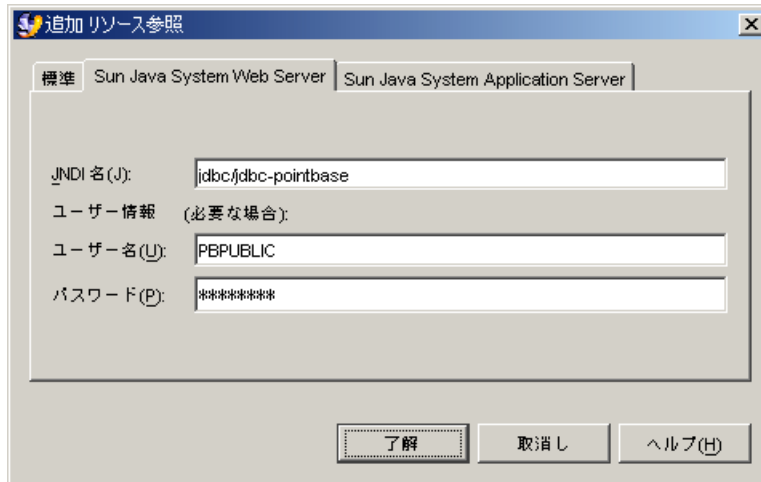 追加 リソース参照
標準 Sun Java System Web Server Sun Java System Application Server
JNDI 名(J): jdbc/jdbc-pointbase
ユーザー情報 (必要な場合):
ユーザー名(U): PBPUBLIC
パスワード(P): ********
了解 取消し ヘルプ(H)